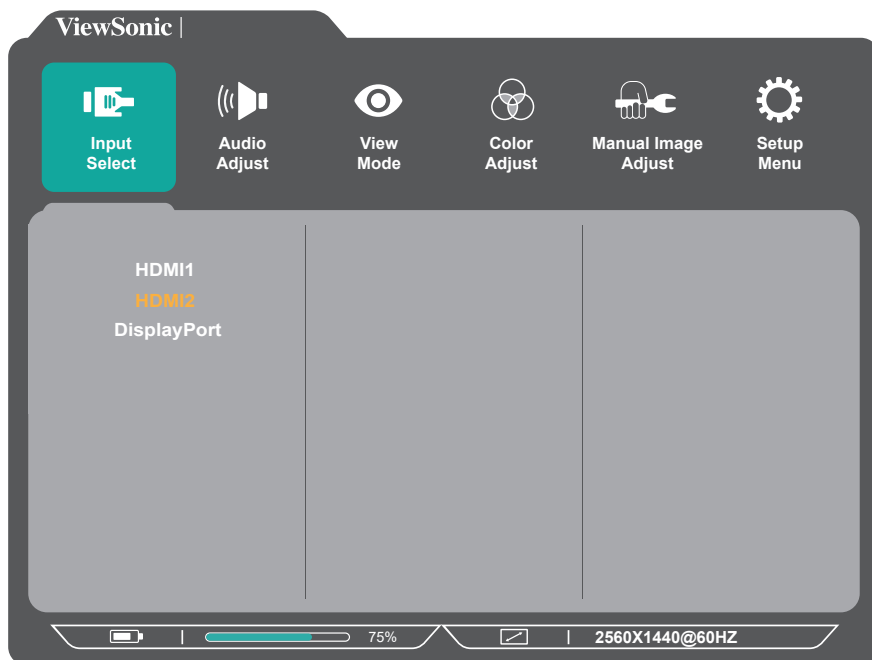 ViewSonic
Input
Select
Audio
Adjust
View
Mode
Color
Adjust
Manual Image
Adjust
Setup
Menu
HDMI1
HDMI2
DisplayPort
75%
2560X1440@60HZ